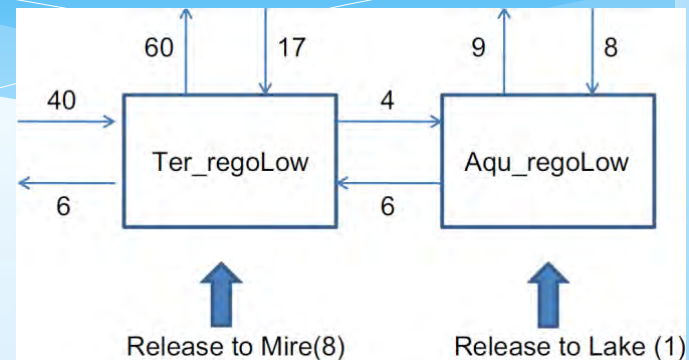 60 17 9 8
40 4
Ter_regoLow Aqu_regoLow
6 6
Release to Mire(8) Release to Lake (1)